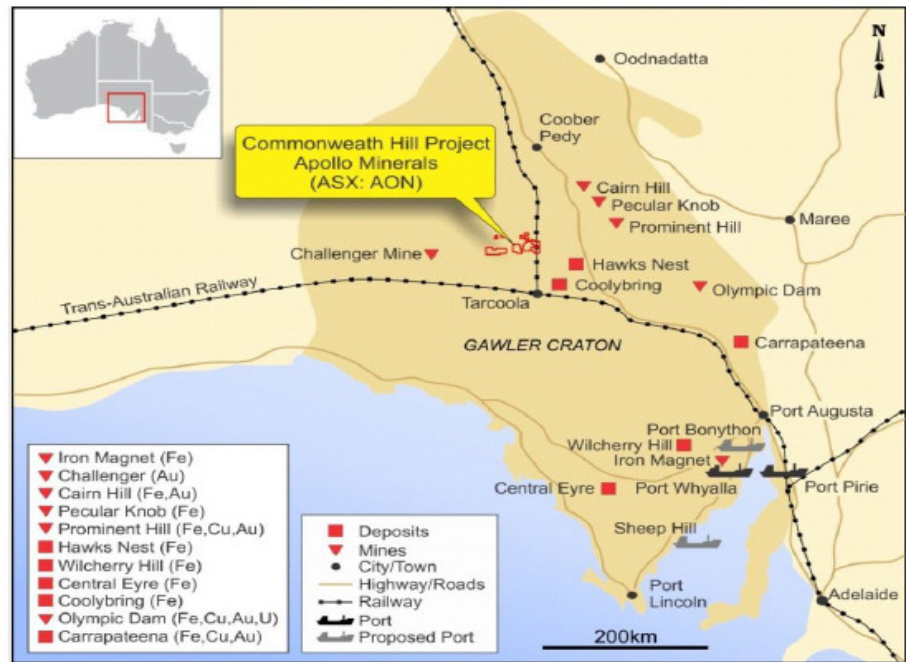 N
Oodnadatta
Coober
Pedy
Commonweath Hill Project
Apollo Minerals
(ASX: AON)
Cairn Hill
Pecular Knob
Prominent Hill
Maree
Challenger Mine
Hawks Nest
Coolybring
Olympic Dam
Trans-Australian Railway
Tarcoola
GAWLER CRATON
Carrapateena
Port Augusta
Port Bonython
Wilcherry Hill
Iron Magnet
Central Eyre
Port Whyalla
Port Pirie
Sheep Hill
Port
Lincoln
Adelaide
Iron Magnet (Fe)
Challenger (Au)
Cairn Hill (Fe,Au)
Pecular Knob (Fe)
Prominent Hill (Fe,Cu,Au)
Hawks Nest (Fe)
Wilcherry Hill (Fe)
Central Eyre (Fe)
Coolybring (Fe)
Olympic Dam (Fe,Cu,Au,U)
Carrapateena (Fe,Cu,Au)
Deposits
Mines
City/Town
Highway/Roads
Railway
Port
Proposed Port
200km